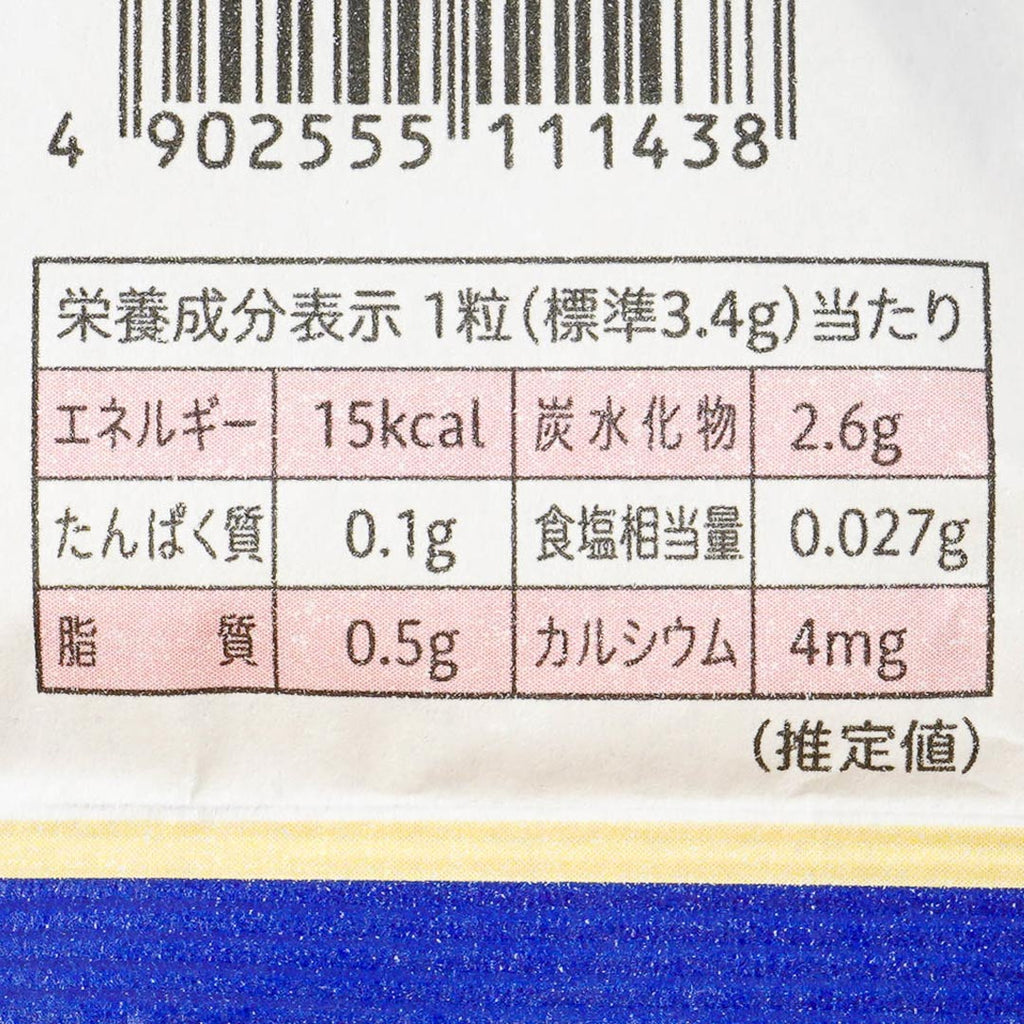 4 902555 111438
栄養成分表示 1粒(標準3.4g)当たり
エネルギー 15kcal 炭水化物 2.6g
たんぱく質 0.1g 食塩相当量 0.027g
脂質 0.5g カルシウム 4mg
(推定値)